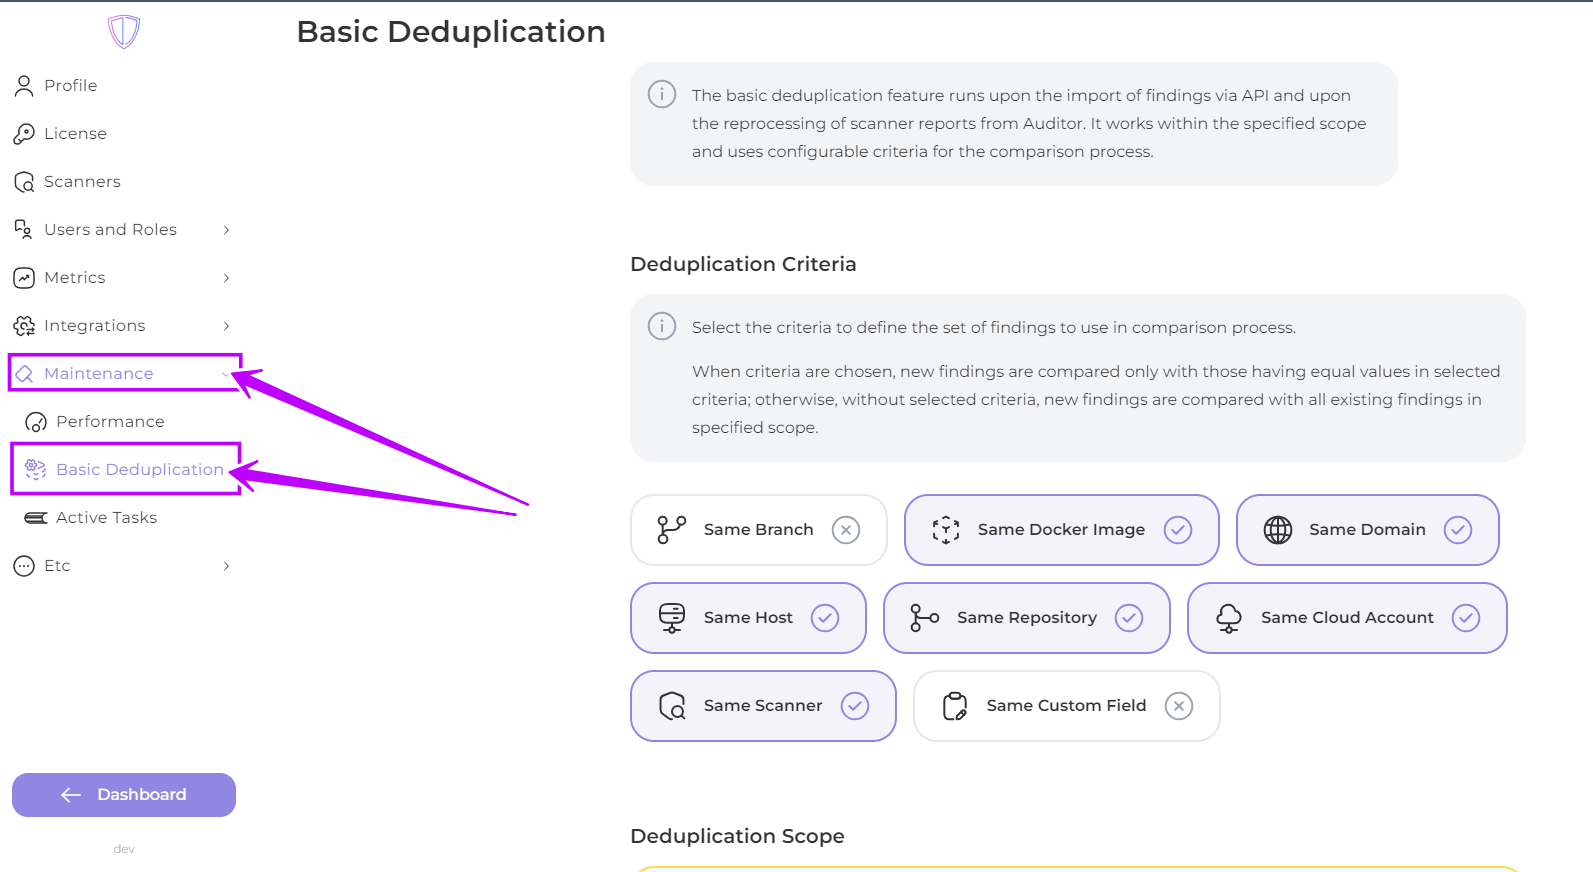 Basic Deduplication
Profile
License
Scanners
Users and Roles
Metrics
Integrations
Maintenance
Performance
Basic Deduplication
Active Tasks
Etc
Dashboard
dev
The basic deduplication feature runs upon the import of findings via API and upon
the reprocessing of scanner reports from Auditor. It works within the specified scope
and uses configurable criteria for the comparison process.
Deduplication Criteria
Select the criteria to define the set of findings to use in comparison process.
When criteria are chosen, new findings are compared only with those having equal values in selected
criteria; otherwise, without selected criteria, new findings are compared with all existing findings in
specified scope.
Same Branch
Same Docker Image
Same Domain
Same Host
Same Repository
Same Cloud Account
Same Scanner
Same Custom Field
Deduplication Scope